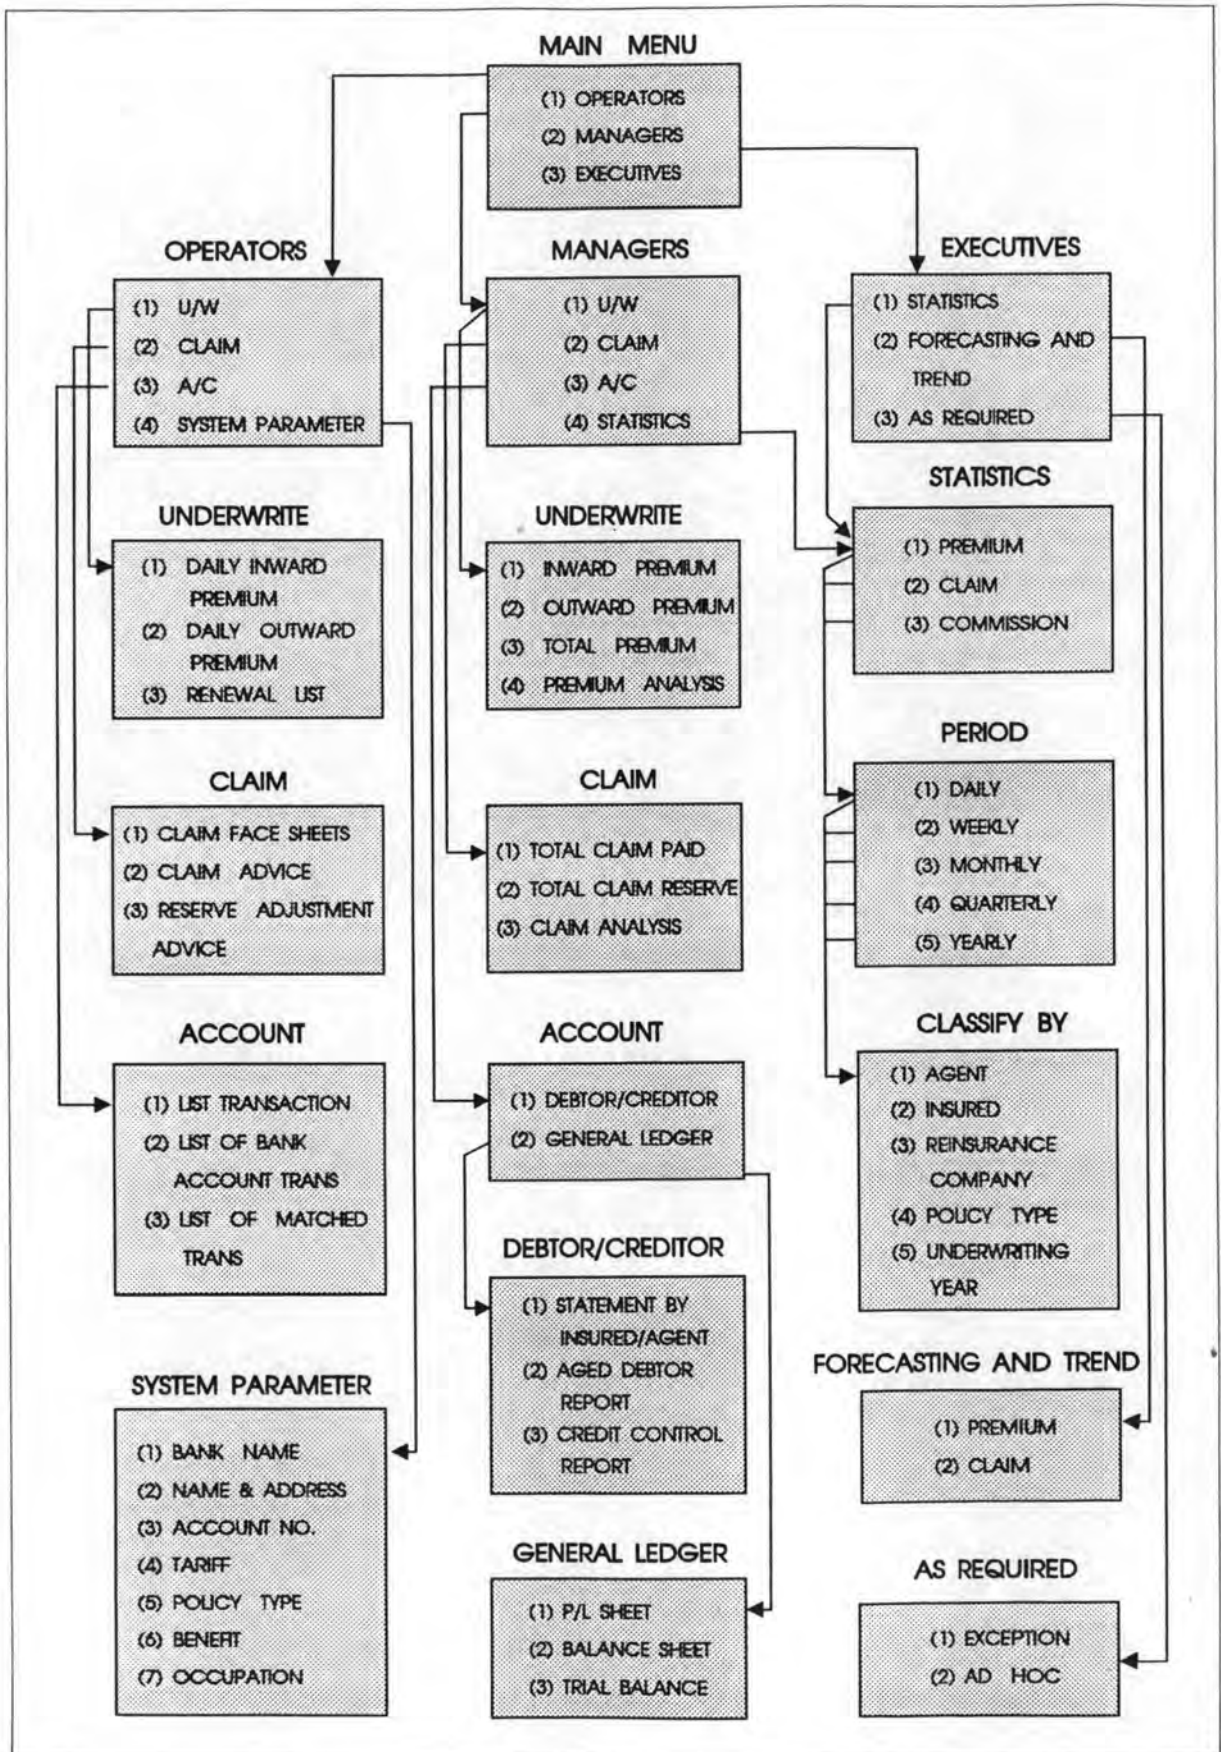 MAIN MENU
(1) OPERATORS
(2) MANAGERS
(3) EXECUTIVES
OPERATORS
(1) U/W
(2) CLAIM
(3) A/C
(4) SYSTEM PARAMETER
UNDERWRITE
(1) DAILY INWARD
PREMIUM
(2) DAILY OUTWARD
PREMIUM
(3) RENEWAL LIST
CLAIM
(1) CLAIM FACE SHEETS
(2) CLAIM ADVICE
(3) RESERVE ADJUSTMENT
ADVICE
ACCOUNT
(1) LIST TRANSACTION
(2) LIST OF BANK
ACCOUNT TRANS
(3) LIST OF MATCHED
TRANS
SYSTEM PARAMETER
(1) BANK NAME
(2) NAME & ADDRESS
(3) ACCOUNT NO.
(4) TARIFF
(5) POLICY TYPE
(6) BENEFIT
(7) OCCUPATION
MANAGERS
(1) U/W
(2) CLAIM
(3) A/C
(4) STATISTICS
UNDERWRITE
(1) INWARD PREMIUM
(2) OUTWARD PREMIUM
(3) TOTAL PREMIUM
(4) PREMIUM ANALYSIS
CLAIM
(1) TOTAL CLAIM PAID
(2) TOTAL CLAIM RESERVE
(3) CLAIM ANALYSIS
ACCOUNT
(1) DEBTOR/CREDITOR
(2) GENERAL LEDGER
DEBTOR/CREDITOR
(1) STATEMENT BY
INSURED/AGENT
(2) AGED DEBTOR
REPORT
(3) CREDIT CONTROL
REPORT
GENERAL LEDGER
(1) P/L SHEET
(2) BALANCE SHEET
(3) TRIAL BALANCE
EXECUTIVES
(1) STATISTICS
(2) FORECASTING AND
TREND
(3) AS REQUIRED
STATISTICS
(1) PREMIUM
(2) CLAIM
(3) COMMISSION
PERIOD
(1) DAILY
(2) WEEKLY
(3) MONTHLY
(4) QUARTERLY
(5) YEARLY
CLASSIFY BY
(1) AGENT
(2) INSURED
(3) REINSURANCE
COMPANY
(4) POLICY TYPE
(5) UNDERWRITING
YEAR
FORECASTING AND TREND
(1) PREMIUM
(2) CLAIM
AS REQUIRED
(1) EXCEPTION
(2) AD HOC